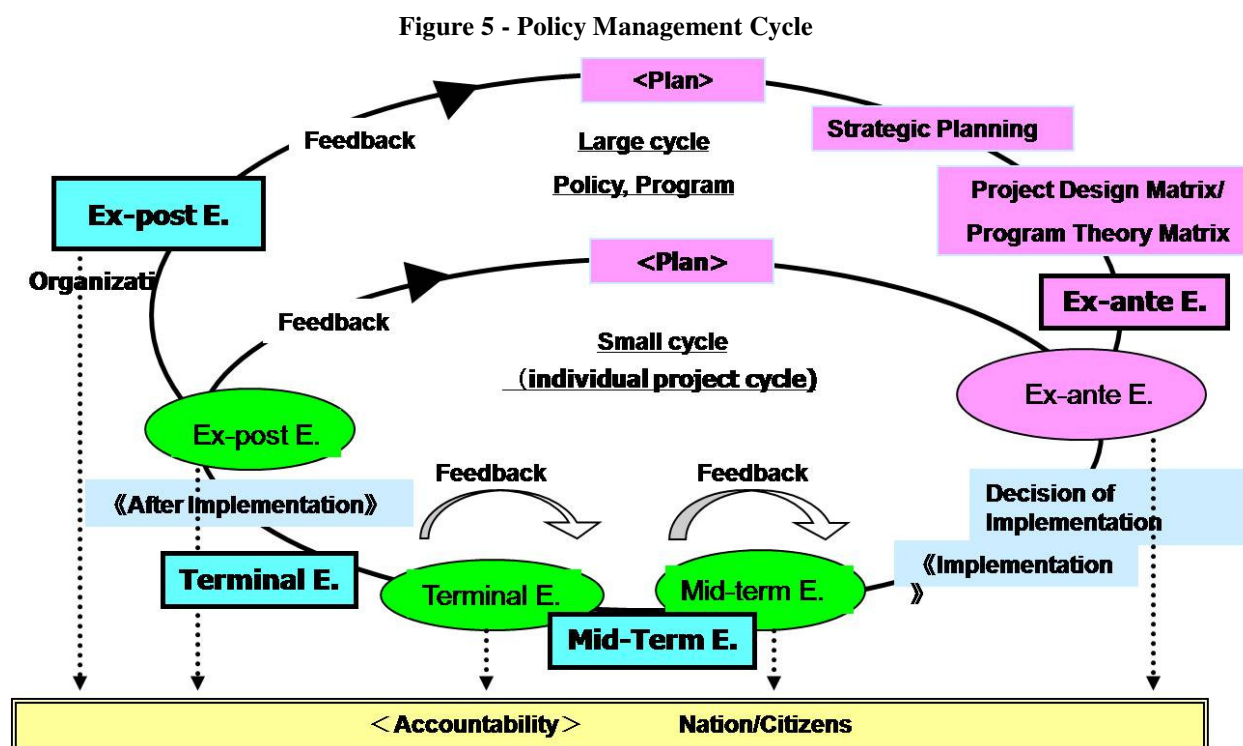 Figure 5 - Policy Management Cycle
<Plan>
Feedback
Strategic Planning
Large cycle
Policy, Program
Project Design Matrix/
Program Theory Matrix
Ex-post E.
Organizati
<Plan>
Ex-ante E.
Feedback
Small cycle
(individual project cycle)
Ex-ante E.
Ex-post E.
Feedback
Feedback
《After Implementation》
Decision of
Implementation
《Implementation
》
Terminal E.
Terminal E.
Mid-term E.
Mid-Term E.
＜Accountability＞ Nation/Citizens